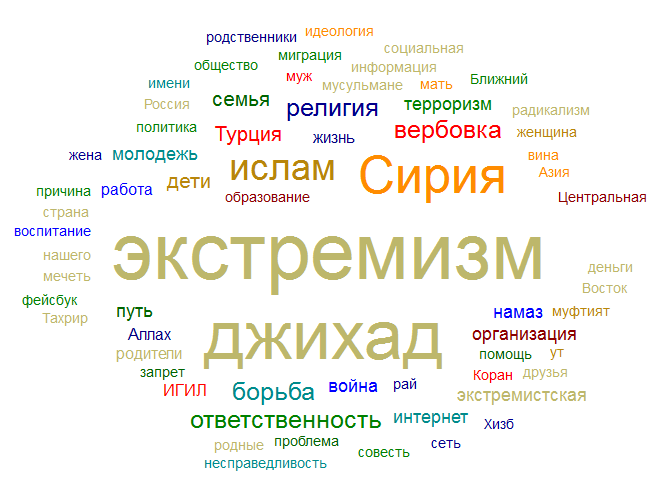 родственники идеология
социальная
общество миграция
информация
имени муж мусульмане мать Ближний
Россия семья религия терроризм радикализм
политика Турция жизнь вербовка женщина
жена молодежь ислам Сирия вина
Азия
причина работа дети образование Центральная
страна
воспитание
экстремизм
нашего
мечеть деньги
фейсбук Восток
Тахрир путь джихад намаз муфтият
Аллах организация
родители помощь ут
запрет Коран друзья
ИГИЛ борьба война рай экстремистская
ответственность интернет Хизб
родные проблема совесть сеть
несправедливость